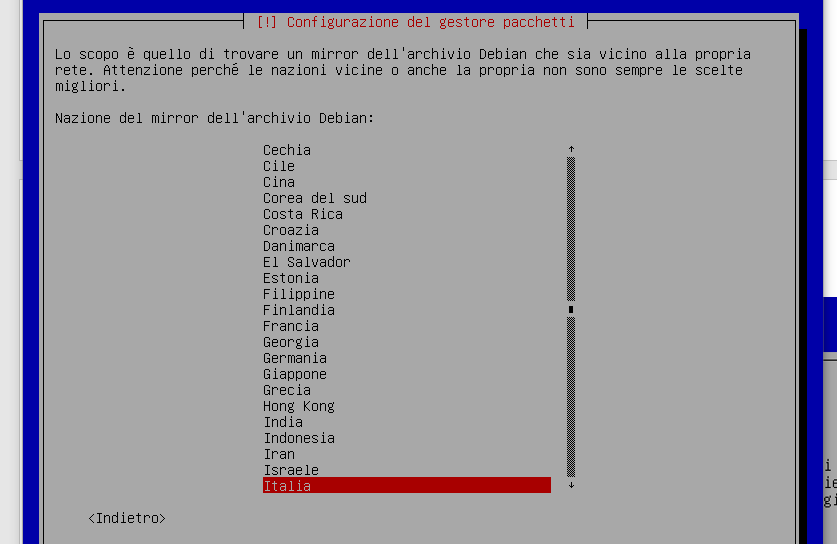 [!] Configurazione del gestore pacchetti
Lo scopo è quello di trovare un mirror dell'archivio Debian che sia vicino alla propria
rete. Attenzione perché le nazioni vicine o anche la propria non sono sempre le scelte
migliori.
Nazione del mirror dell'archivio Debian:
Cechia
Cile
Cina
Corea del sud
Costa Rica
Croazia
Danimarca
El Salvador
Estonia
Filippine
Finlandia
Francia
Georgia
Germania
Giappone
Grecia
Hong Kong
India
Indonesia
Iran
Israele
Italia
<Indietro>